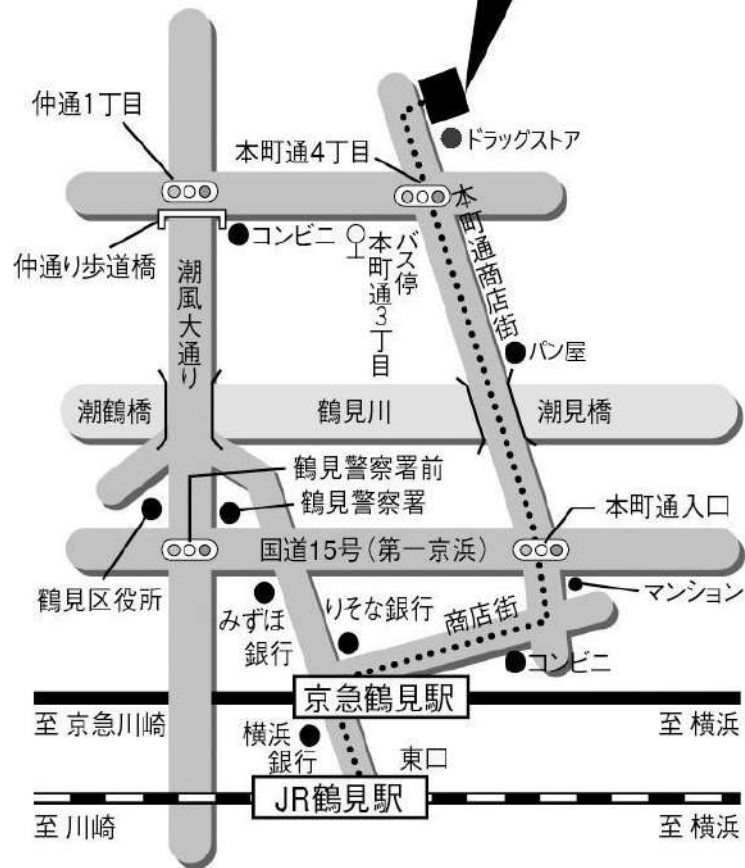 仲通1丁目
本町通4丁目
ドラッグストア
本町通商店街
仲通り歩道橋
コンビニ
バス停
本町通3丁目
潮風大通り
パン屋
潮鶴橋
鶴見川
潮見橋
鶴見警察署前
鶴見警察署
本町通入口
国道15号(第一京浜)
鶴見区役所
みずほ
銀行
りそな銀行
商店街
マンション
コンビニ
京急鶴見駅
至 京急川崎
至 横浜
横浜
銀行
東口
JR鶴見駅
至 川崎
至 横浜